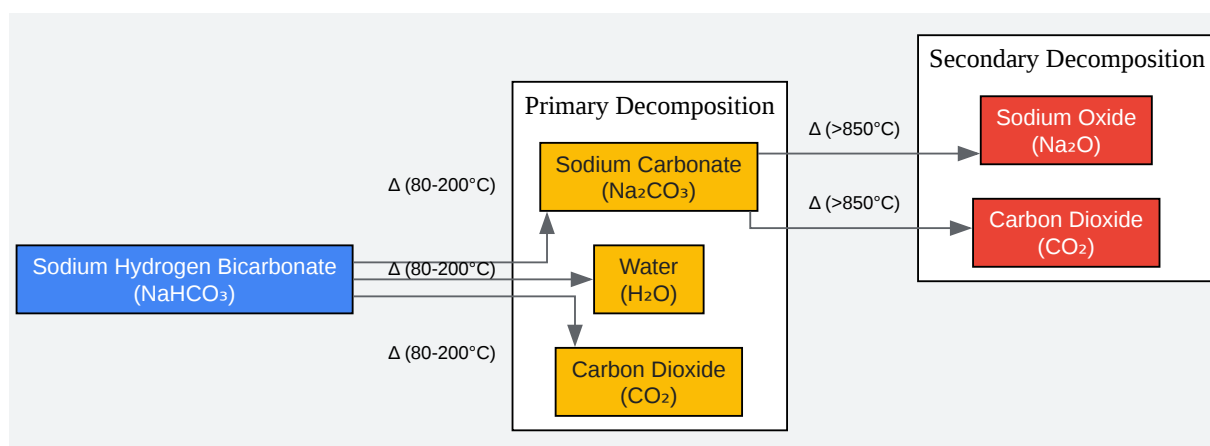 Sodium Hydrogen Bicarbonate
(NaHCO₃)
Δ (80-200°C)
Δ (80-200°C)
Δ (80-200°C)
Primary Decomposition
Sodium Carbonate
(Na₂CO₃)
Water
(H₂O)
Carbon Dioxide
(CO₂)
Δ (>850°C)
Δ (>850°C)
Secondary Decomposition
Sodium Oxide
(Na₂O)
Carbon Dioxide
(CO₂)